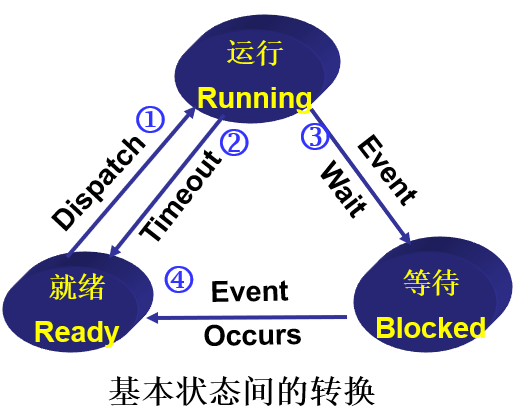 运行
Running
①
Dispatch
②
Timeout
③
Event
Wait
就绪
Ready
④
Event
Occurs
等待
Blocked
基本状态间的转换